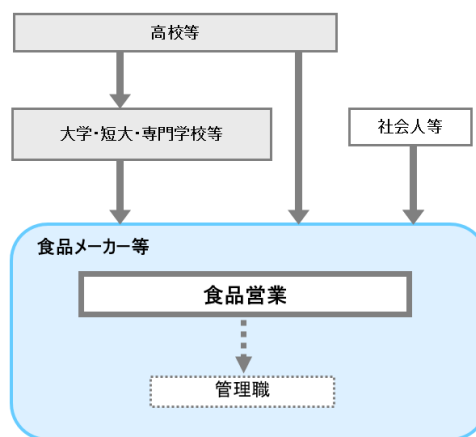 高校等
大学・短大・専門学校等
社会人等
食品メーカー等
食品営業
管理職